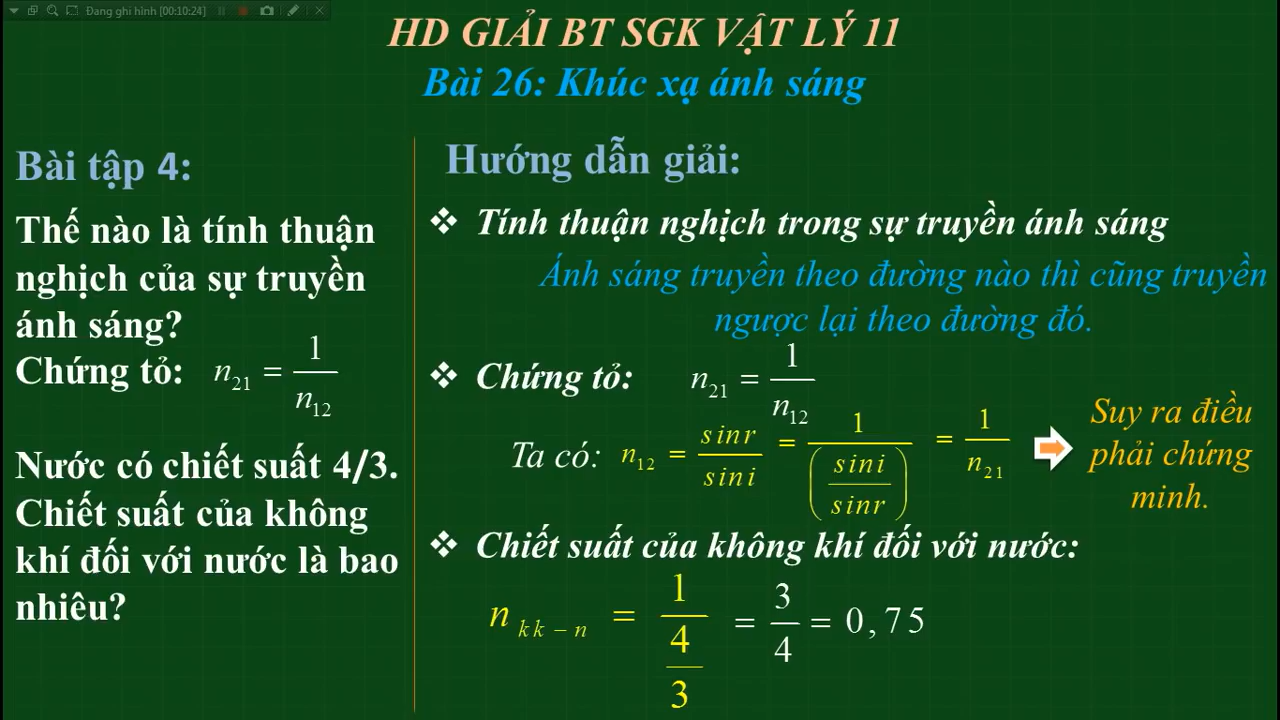 Đang ghi hình [00:10:24]
HD GIẢI BT SGK VẬT LÝ 11
Bài 26: Khúc xạ ánh sáng
Bài tập 4:
Thế nào là tính thuận
nghịch của sự truyền
ánh sáng?
Chứng tỏ: n₂₁ = 1/n₁₂
Nước có chiết suất 4/3.
Chiết suất của không
khí đối với nước là bao
nhiêu?
Hướng dẫn giải:
❖ Tính thuận nghịch trong sự truyền ánh sáng
Ánh sáng truyền theo đường nào thì cũng truyền
ngược lại theo đường đó.
❖ Chứng tỏ: n₂₁ = 1/n₁₂
Ta có: n₁₂ = sinr/sini = 1/(sini/sinr) = 1/n₂₁
Suy ra điều
phải chứng
minh.
❖ Chiết suất của không khí đối với nước:
n kk – n = 1/(4/3) = 3/4 = 0,75